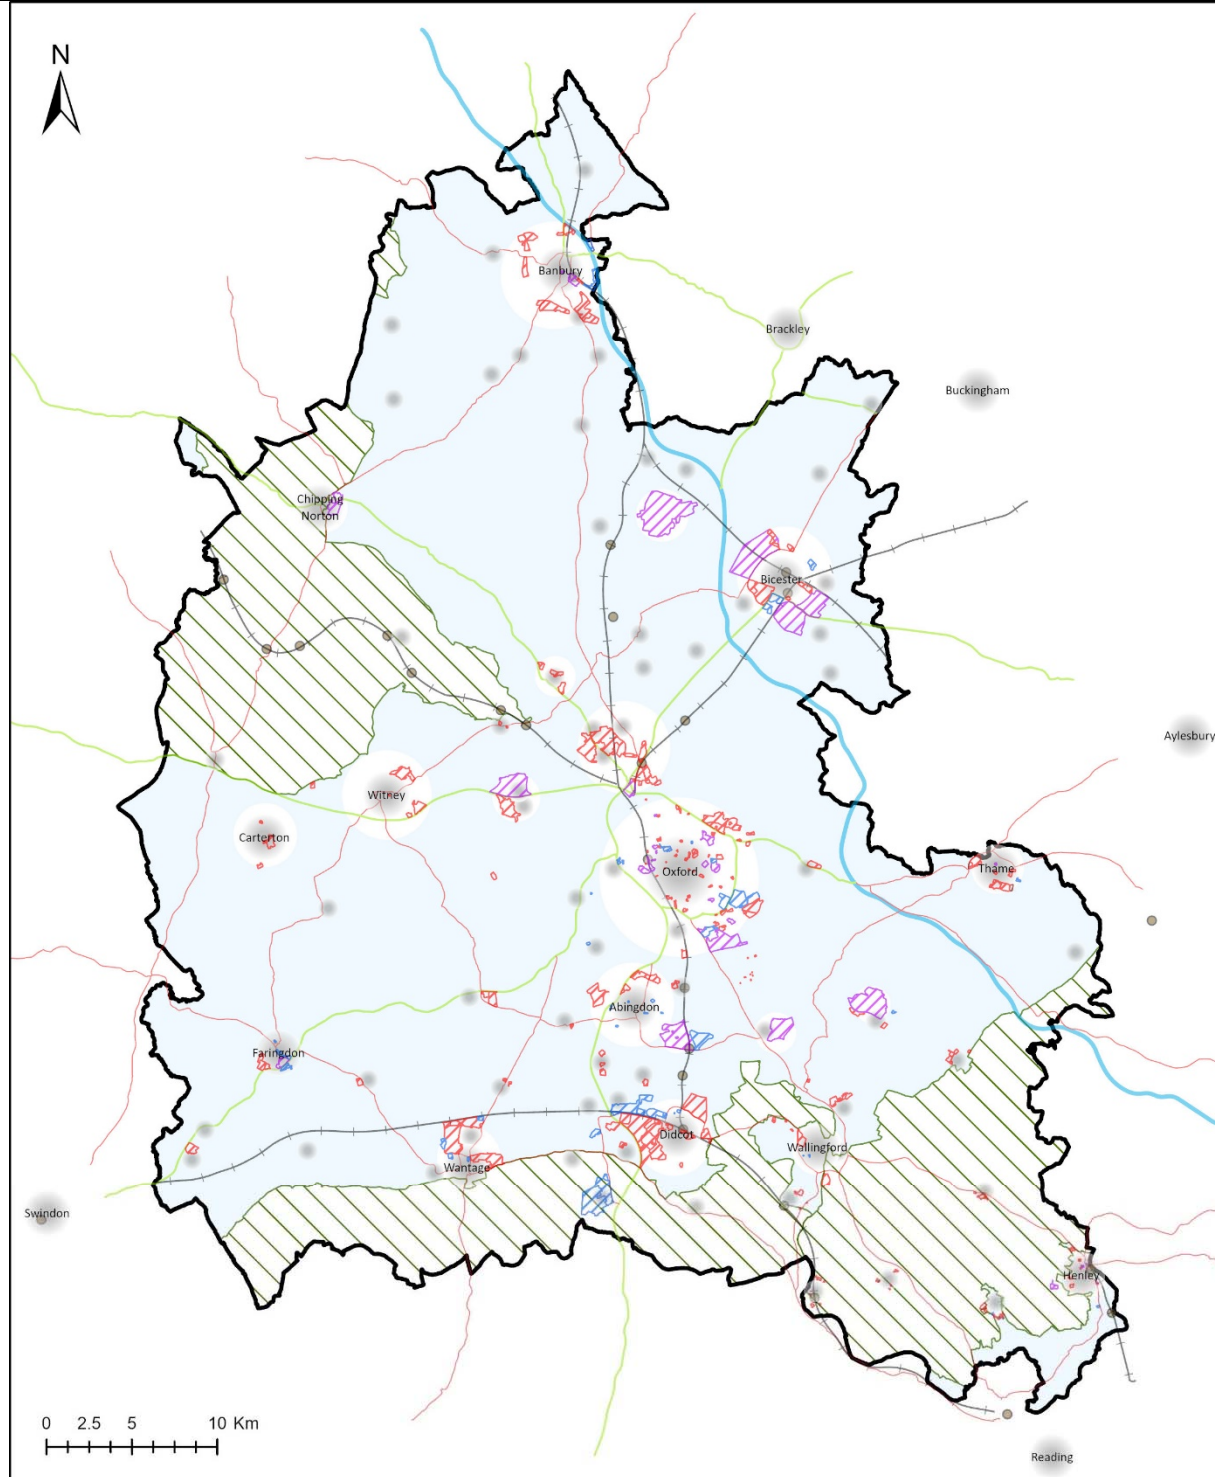 N
Banbury
Brackley
Buckingham
Chipping
Norton
Bicester
Aylesbury
Witney
Carterton
Oxford
Thame
Abingdon
Faringdon
Didcot
Wallingford
Wantage
Swindon
Henley
0 2.5 5 10 Km
Reading